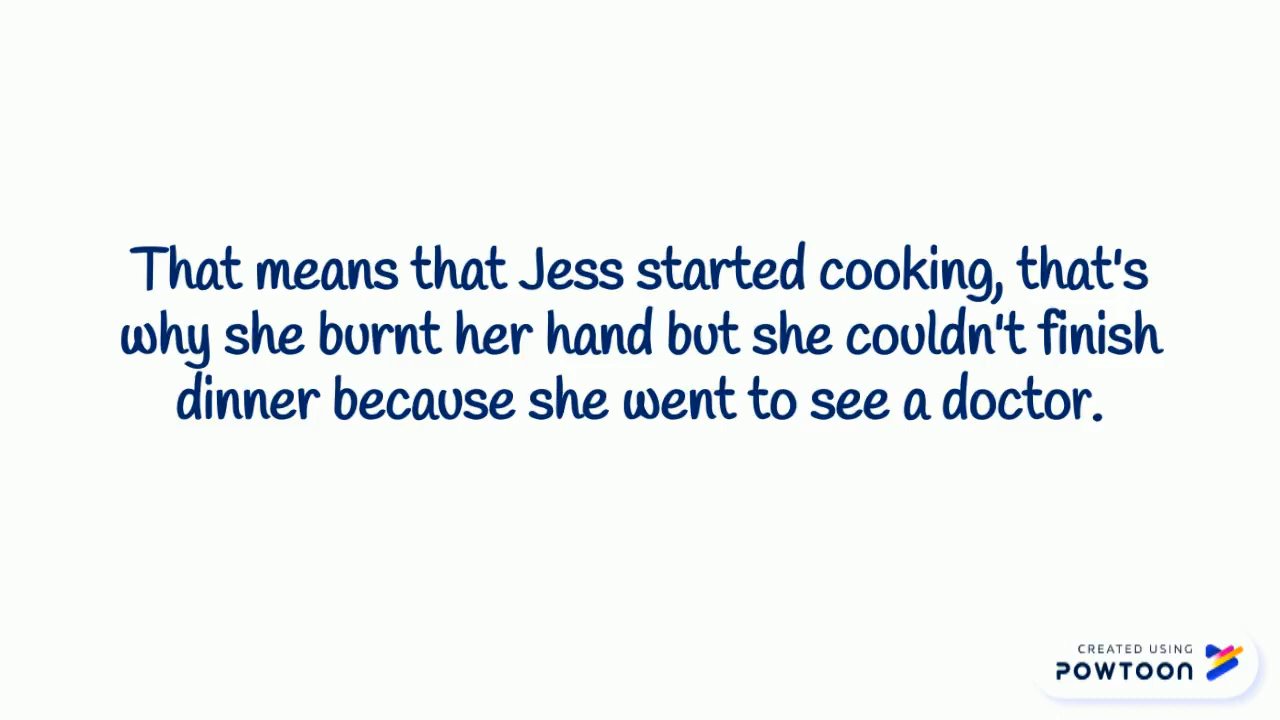 That means that Jess started cooking, that's
why she burnt her hand but she couldn't finish
dinner because she went to see a doctor.
CREATED USING
POWTOON